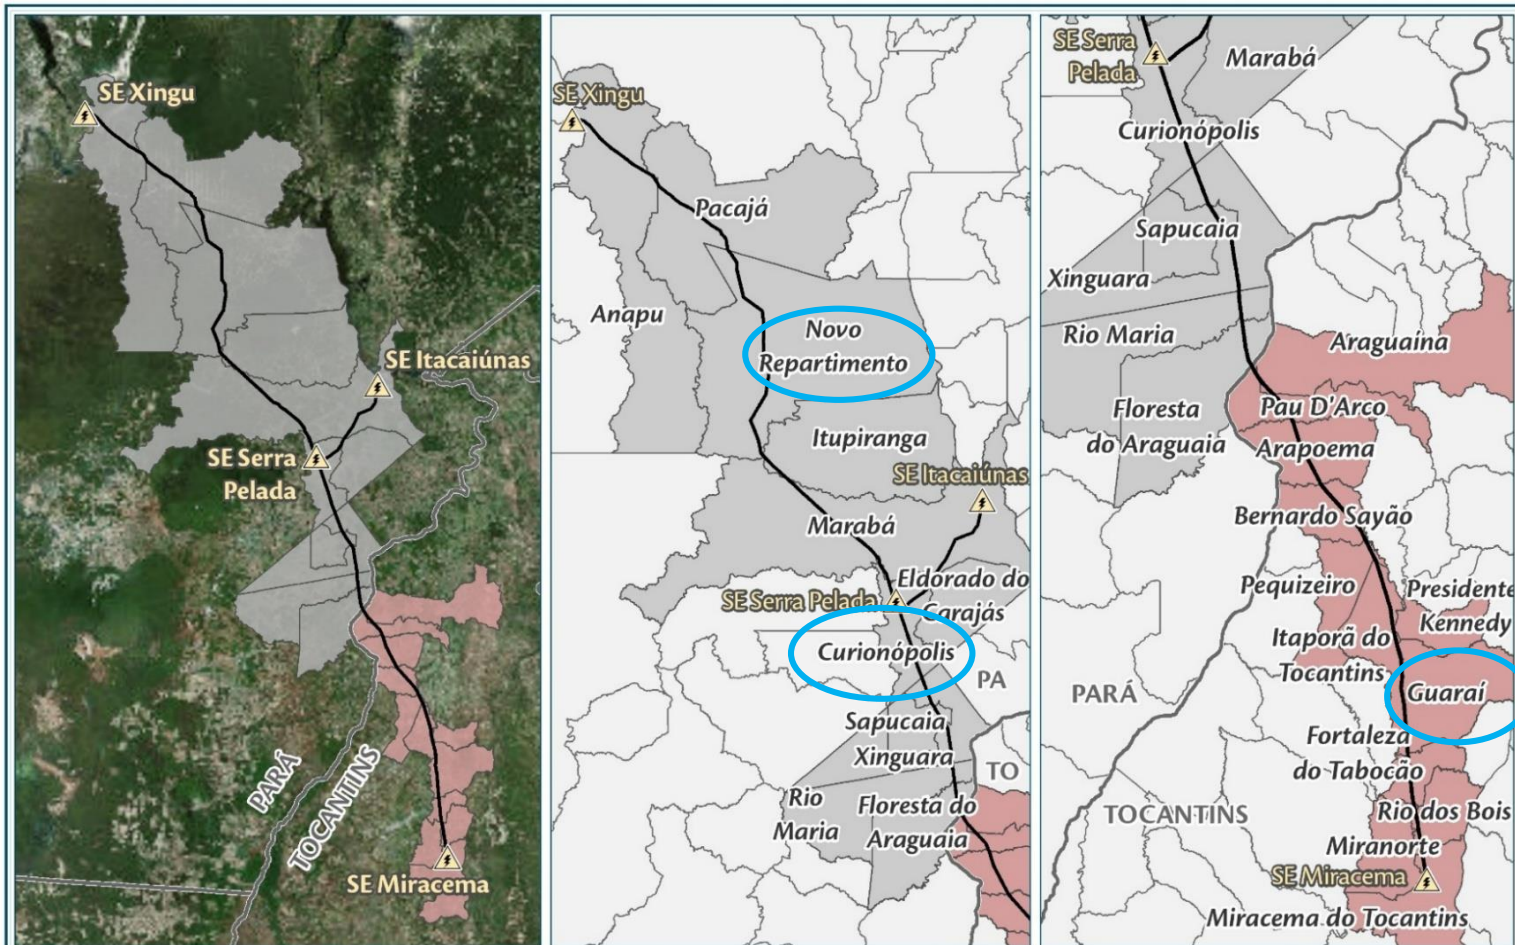 SE Xingu
SE Itacaiúnas
SE Serra
Pelada
PARÁ
TOCANTINS
SE Miracema
SE Xingu
Pacajá
Anapu
Novo
Repartimento
Itupiranga
SE Itacaiúnas
Marabá
Eldorado do
Carajás
SE Serra Pelada
Curionópolis
PA
Sapucaia
Xinguara
TO
Rio
Maria
Floresta do
Araguaia
SE Serra
Pelada
Marabá
Curionópolis
Sapucaia
Xinguara
Rio Maria
Araguaína
Floresta
do Araguaia
Pau D'Arco
Arapoema
Bernardo Sayão
Pequizeiro
Presidente
Kennedy
Itaporã do
Tocantins
PARÁ
Guaraí
Fortaleza
do Tabocão
TOCANTINS
Rio dos Bois
Miranorte
SE Miracema
Miracema do Tocantins